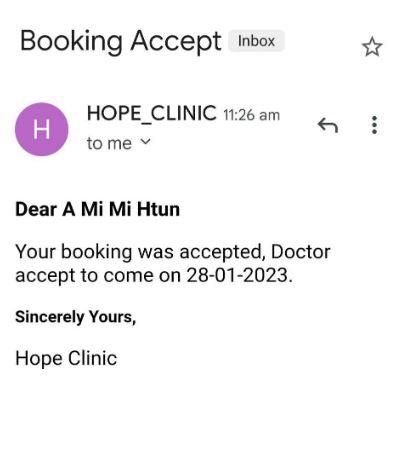 Booking Accept Inbox
H
HOPE_CLINIC 11:26 am
to me
Dear A Mi Mi Htun
Your booking was accepted, Doctor
accept to come on 28-01-2023.
Sincerely Yours,
Hope Clinic